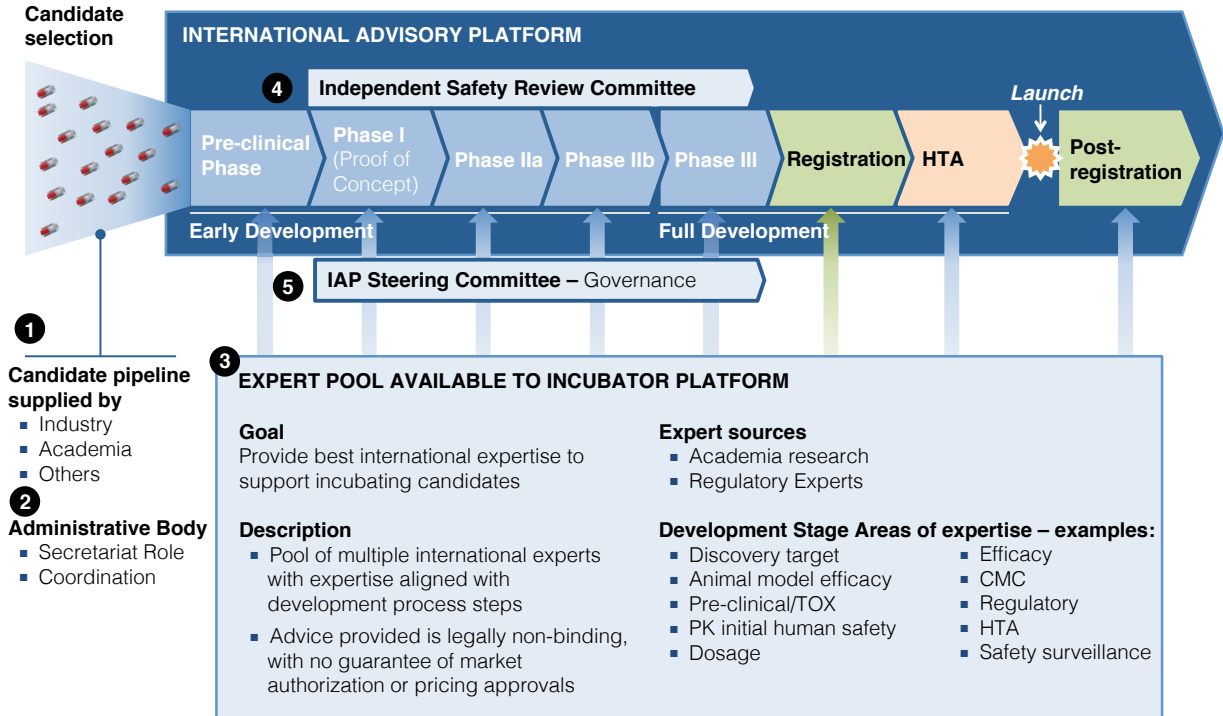 Candidate
selection
INTERNATIONAL ADVISORY PLATFORM
4
Independent Safety Review Committee
Launch
Pre-clinical
Phase
Phase I
(Proof of
Concept)
Phase IIa
Phase IIb
Phase III
Registration
HTA
Post-
registration
Early Development
Full Development
5
IAP Steering Committee – Governance
1
Candidate pipeline
supplied by
▪ Industry
▪ Academia
▪ Others
2
Administrative Body
▪ Secretariat Role
▪ Coordination
3
EXPERT POOL AVAILABLE TO INCUBATOR PLATFORM
Goal
Provide best international expertise to
support incubating candidates
Description
▪ Pool of multiple international experts
with expertise aligned with
development process steps
▪ Advice provided is legally non-binding,
with no guarantee of market
authorization or pricing approvals
Expert sources
▪ Academia research
▪ Regulatory Experts
Development Stage Areas of expertise – examples:
▪ Discovery target
▪ Animal model efficacy
▪ Pre-clinical/TOX
▪ PK initial human safety
▪ Dosage
▪ Efficacy
▪ CMC
▪ Regulatory
▪ HTA
▪ Safety surveillance